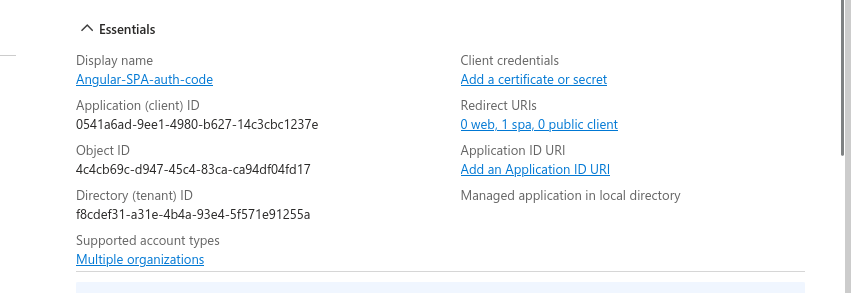 Essentials
Display name
Angular-SPA-auth-code
Application (client) ID
0541a6ad-9ee1-4980-b627-14c3cbc1237e
Object ID
4c4cb69c-d947-45c4-83ca-ca94df04fd17
Directory (tenant) ID
f8cdef31-a31e-4b4a-93e4-5f571e91255a
Supported account types
Multiple organizations
Client credentials
Add a certificate or secret
Redirect URIs
0 web, 1 spa, 0 public client
Application ID URI
Add an Application ID URI
Managed application in local directory